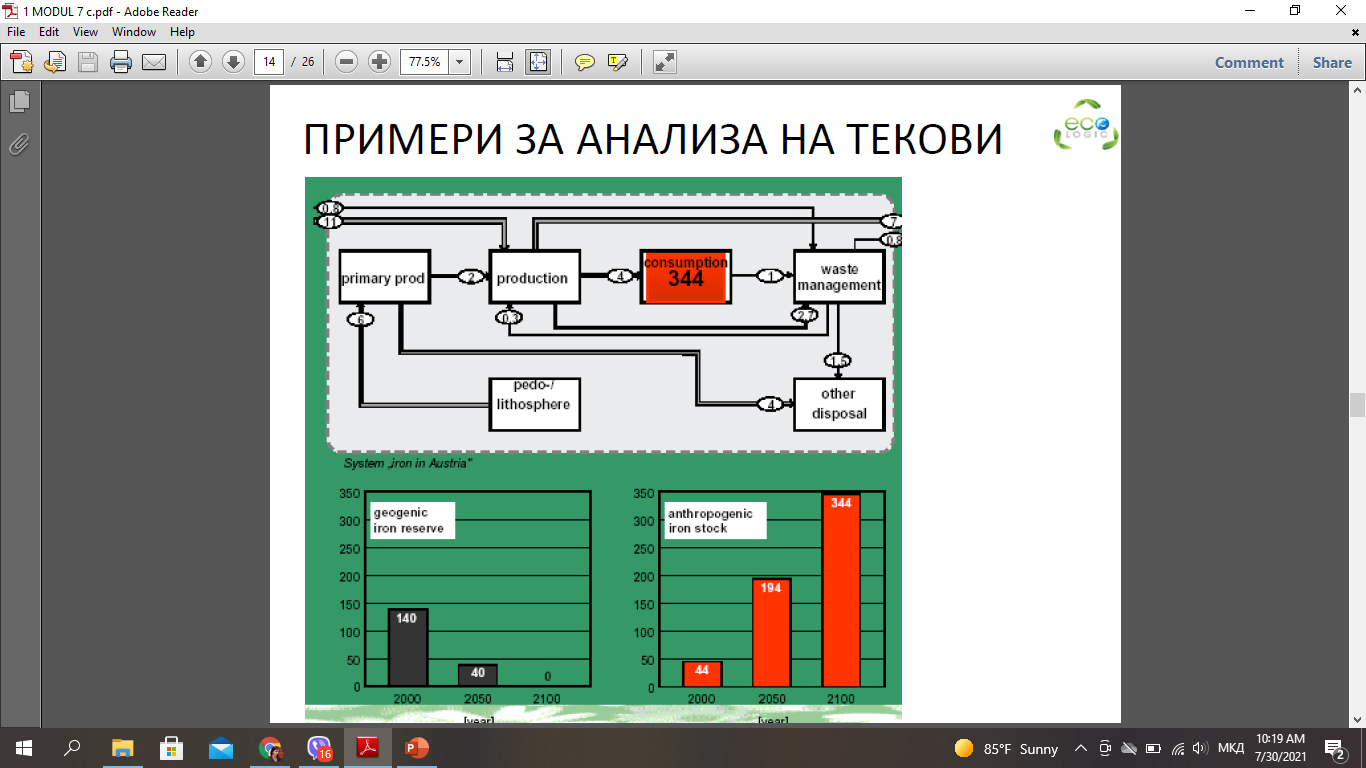 1 MODUL 7 c.pdf - Adobe Reader
File Edit View Window Help
14 / 26 77.5% Comment Share
ПРИМЕРИ ЗА АНАЛИЗА НА ТЕКОВИ
eco
LOGIC
0,8
11
7
0,8
primary prod
2
production
4
consumption
344
1
waste
management
6
0,3
2,7
1,5
pedo-/
lithosphere
4
other
disposal
System „iron in Austria"
350
300
250
200
150
100
50
0
geogenic
iron reserve
140
40
0
2000 2050 2100
[year]
350
300
250
200
150
100
50
0
anthropogenic
iron stock
44
194
344
2000 2050 2100
[year]
16
85°F Sunny
МКД
10:19 AM
7/30/2021
2